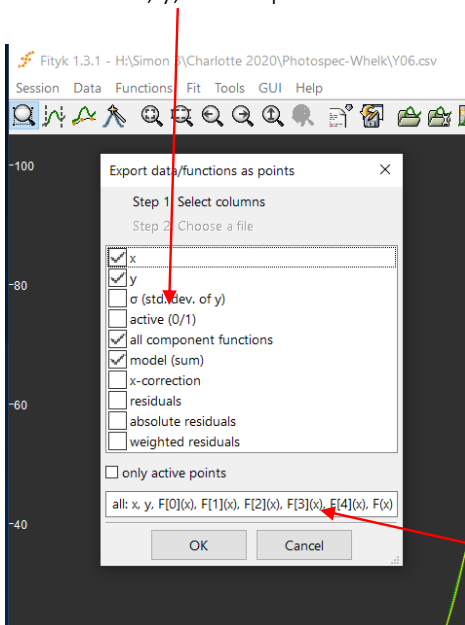 Fityk 1.3.1 - H:\Simon B\Charlotte 2020\Photospec-Whelk\Y06.csv
Session Data Functions Fit Tools GUI Help
-100
Export data/functions as points
Step 1: Select columns
Step 2: Choose a file
x
y
-80
σ (std. dev. of y)
active (0/1)
all component functions
model (sum)
x-correction
-60
residuals
absolute residuals
weighted residuals
only active points
all: x, y, F[0](x), F[1](x), F[2](x), F[3](x), F[4](x), F(x)
-40
OK Cancel